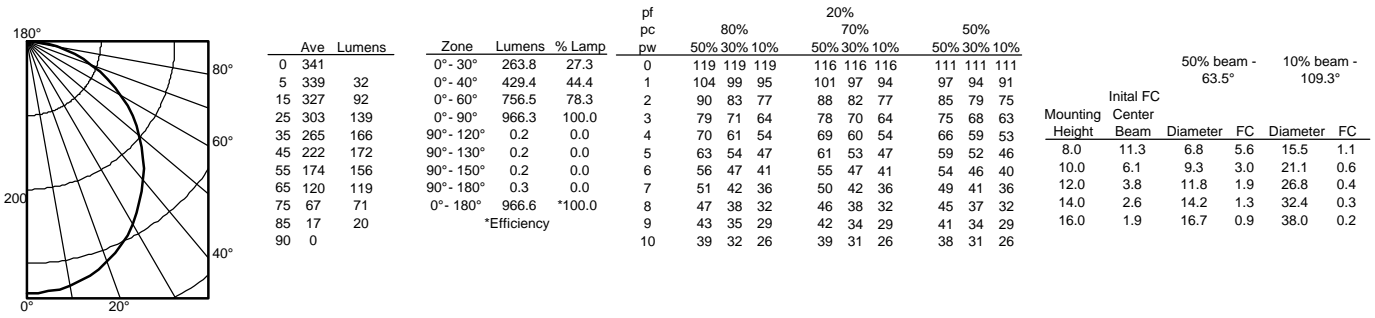 180°
80°
60°
200
40°
0° 20°
Ave Lumens
0 341
5 339 32
15 327 92
25 303 139
35 265 166
45 222 172
55 174 156
65 120 119
75 67 71
85 17 20
90 0
Zone Lumens % Lamp
0°- 30° 263.8 27.3
0°- 40° 429.4 44.4
0°- 60° 756.5 78.3
0°- 90° 966.3 100.0
90°- 120° 0.2 0.0
90°- 130° 0.2 0.0
90°- 150° 0.2 0.0
90°- 180° 0.3 0.0
0°- 180° 966.6 *100.0
*Efficiency
pf 20%
pc 80% 70% 50%
pw 50% 30% 10% 50% 30% 10% 50% 30% 10%
0 119 119 119 116 116 116 111 111 111
1 104 99 95 101 97 94 97 94 91
2 90 83 77 88 82 77 85 79 75
3 79 71 64 78 70 64 75 68 63
4 70 61 54 69 60 54 66 59 53
5 63 54 47 61 53 47 59 52 46
6 56 47 41 55 47 41 54 46 40
7 51 42 36 50 42 36 49 41 36
8 47 38 32 46 38 32 45 37 32
9 43 35 29 42 34 29 41 34 29
10 39 32 26 39 31 26 38 31 26
50% beam - 10% beam -
63.5° 109.3°
Inital FC
Mounting Center
Height Beam Diameter FC Diameter FC
8.0 11.3 6.8 5.6 15.5 1.1
10.0 6.1 9.3 3.0 21.1 0.6
12.0 3.8 11.8 1.9 26.8 0.4
14.0 2.6 14.2 1.3 32.4 0.3
16.0 1.9 16.7 0.9 38.0 0.2